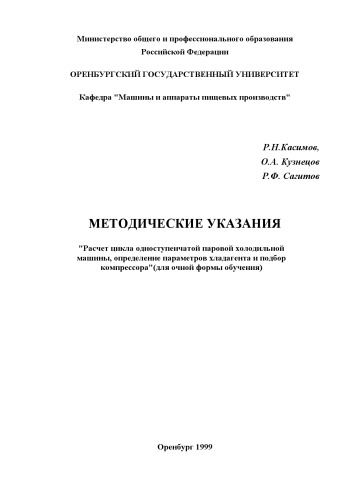 Министерство общего и профессионального образования
Российской Федерации
ОРЕНБУРГСКИЙ ГОСУДАРСТВЕННЫЙ УНИВЕРСИТЕТ
Кафедра "Машины и аппараты пищевых производств"
Р.Н.Касимов,
О.А. Кузнецов
Р.Ф. Сагитов
МЕТОДИЧЕСКИЕ УКАЗАНИЯ
"Расчет цикла одноступенчатой паровой холодильной
машины, определение параметров хладагента и подбор
компрессора"(для очной формы обучения)
Оренбург 1999